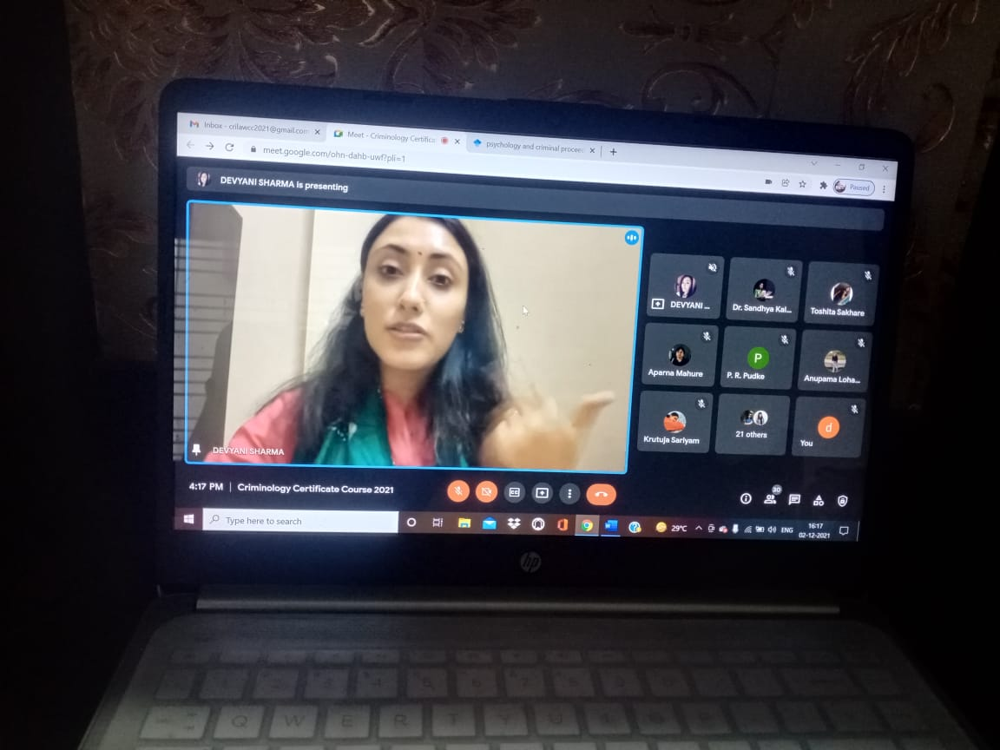 Inbox - crilawcc2021@gmail.com
Meet - Criminology Certifica
psychology and criminal proceed
meet.google.com/ohn-dahb-uwf?pli=1
Paused
DEVYANI SHARMA is presenting
DEVYANI ...
Dr. Sandhya Kal...
Toshita Sakhare
Aparna Mahure
P
P. R. Pudke
Anupama Loha...
Krutuja Sariyam
21 others
d
You
DEVYANI SHARMA
4:17 PM | Criminology Certificate Course 2021
CC
30
Type here to search
29°C
ENG
16:17
02-12-2021
hp
Q W E R T Y U